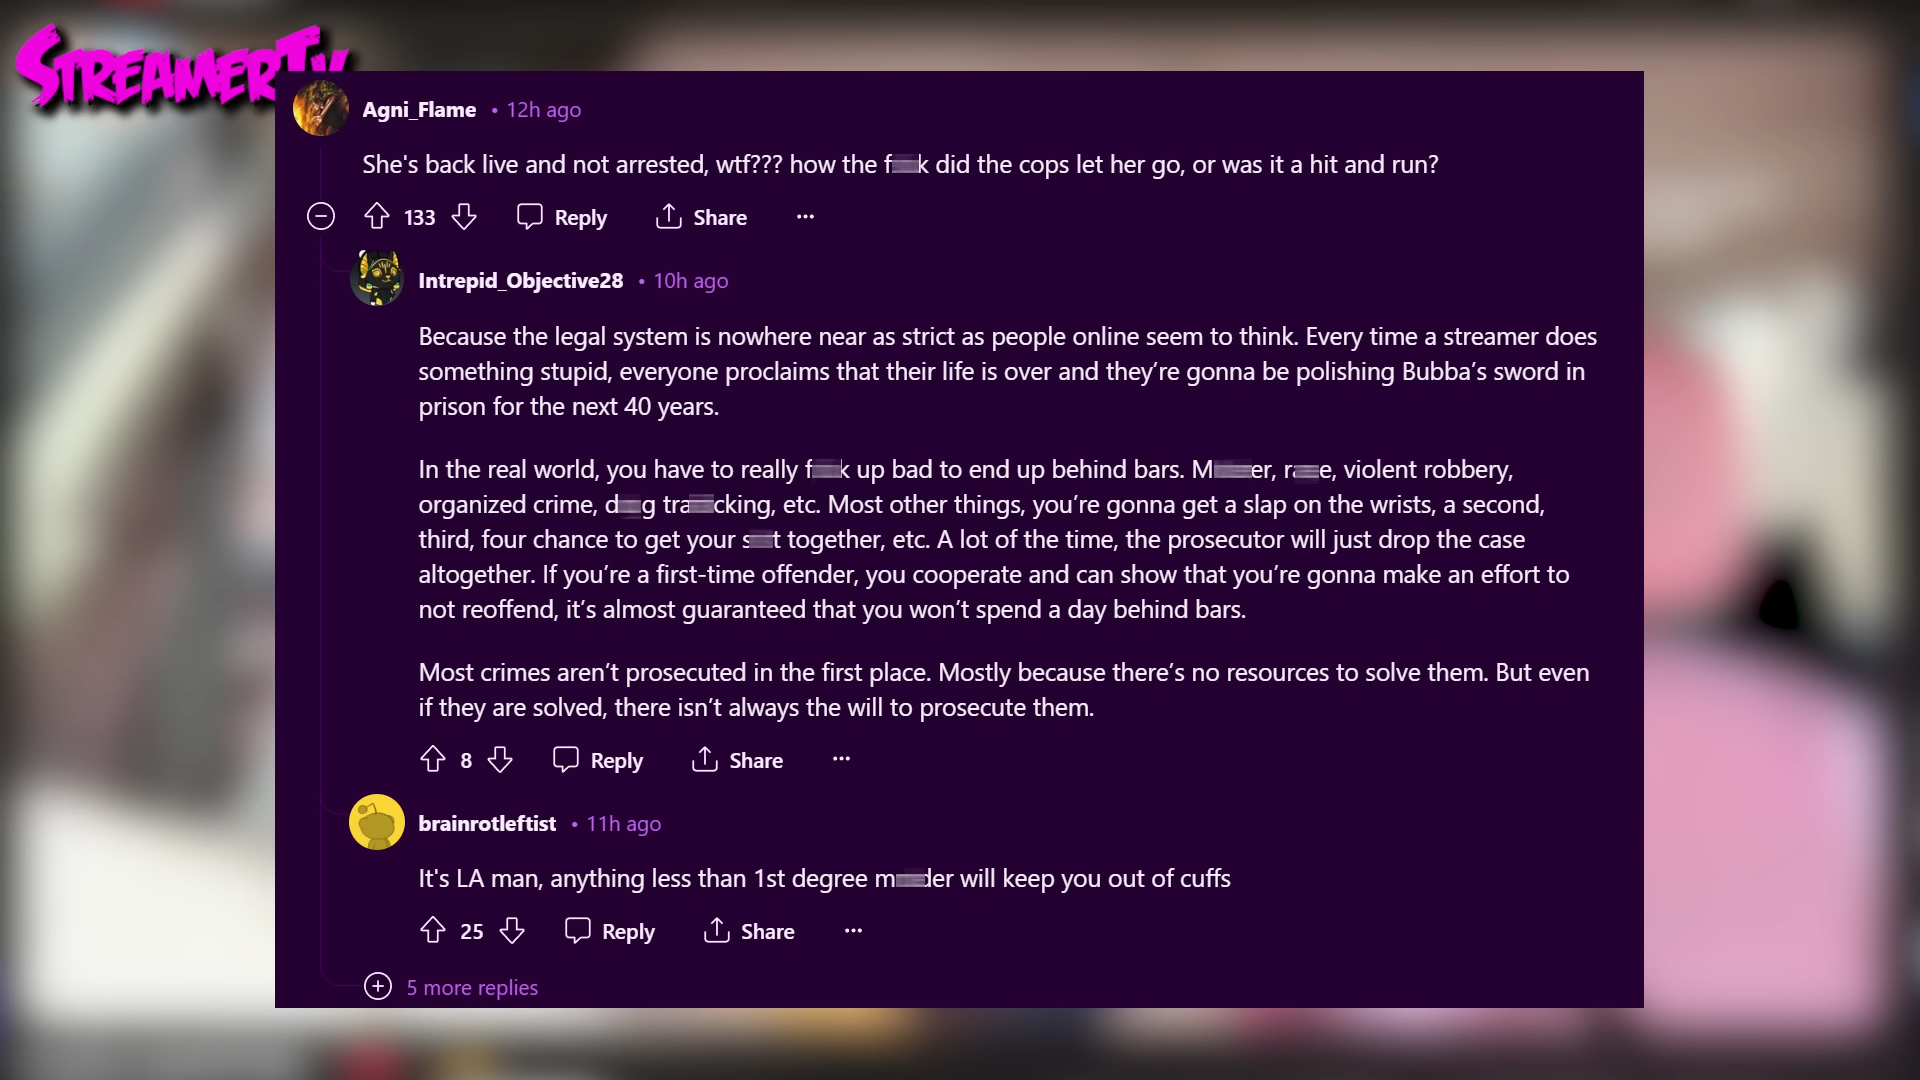 STREAMERTV
Agni_Flame • 12h ago
She's back live and not arrested, wtf??? how the f k did the cops let her go, or was it a hit and run?
133 Reply Share ...
Intrepid_Objective28 • 10h ago
Because the legal system is nowhere near as strict as people online seem to think. Every time a streamer does
something stupid, everyone proclaims that their life is over and they’re gonna be polishing Bubba’s sword in
prison for the next 40 years.
In the real world, you have to really f k up bad to end up behind bars. M er, ra e, violent robbery,
organized crime, d g tra cking, etc. Most other things, you’re gonna get a slap on the wrists, a second,
third, four chance to get your s t together, etc. A lot of the time, the prosecutor will just drop the case
altogether. If you’re a first-time offender, you cooperate and can show that you’re gonna make an effort to
not reoffend, it’s almost guaranteed that you won’t spend a day behind bars.
Most crimes aren’t prosecuted in the first place. Mostly because there’s no resources to solve them. But even
if they are solved, there isn’t always the will to prosecute them.
8 Reply Share ...
brainrotleftist • 11h ago
It's LA man, anything less than 1st degree m der will keep you out of cuffs
25 Reply Share ...
5 more replies